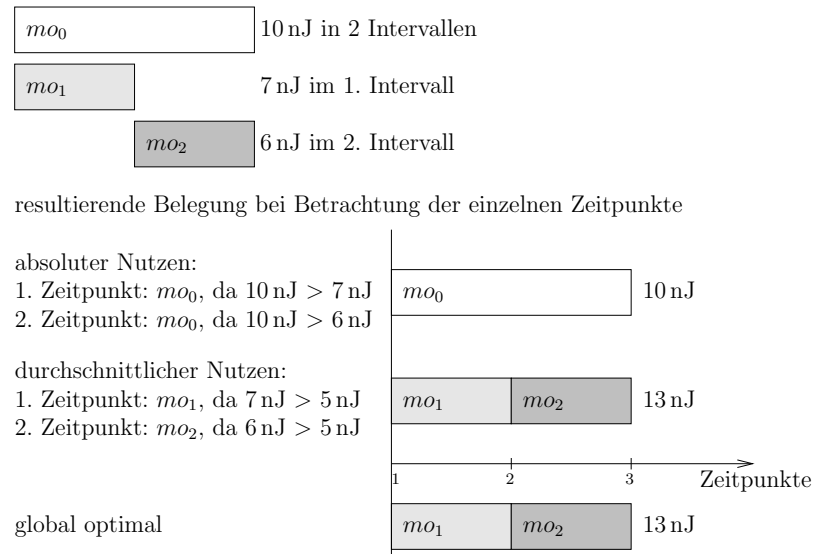 mo₀ 10 nJ in 2 Intervallen
mo₁ 7 nJ im 1. Intervall
mo₂ 6 nJ im 2. Intervall
resultierende Belegung bei Betrachtung der einzelnen Zeitpunkte
absoluter Nutzen:
1. Zeitpunkt: mo₀, da 10 nJ > 7 nJ
2. Zeitpunkt: mo₀, da 10 nJ > 6 nJ
mo₀ 10 nJ
durchschnittlicher Nutzen:
1. Zeitpunkt: mo₁, da 7 nJ > 5 nJ
2. Zeitpunkt: mo₂, da 6 nJ > 5 nJ
mo₁ mo₂ 13 nJ
1 2 3 Zeitpunkte
global optimal mo₁ mo₂ 13 nJ